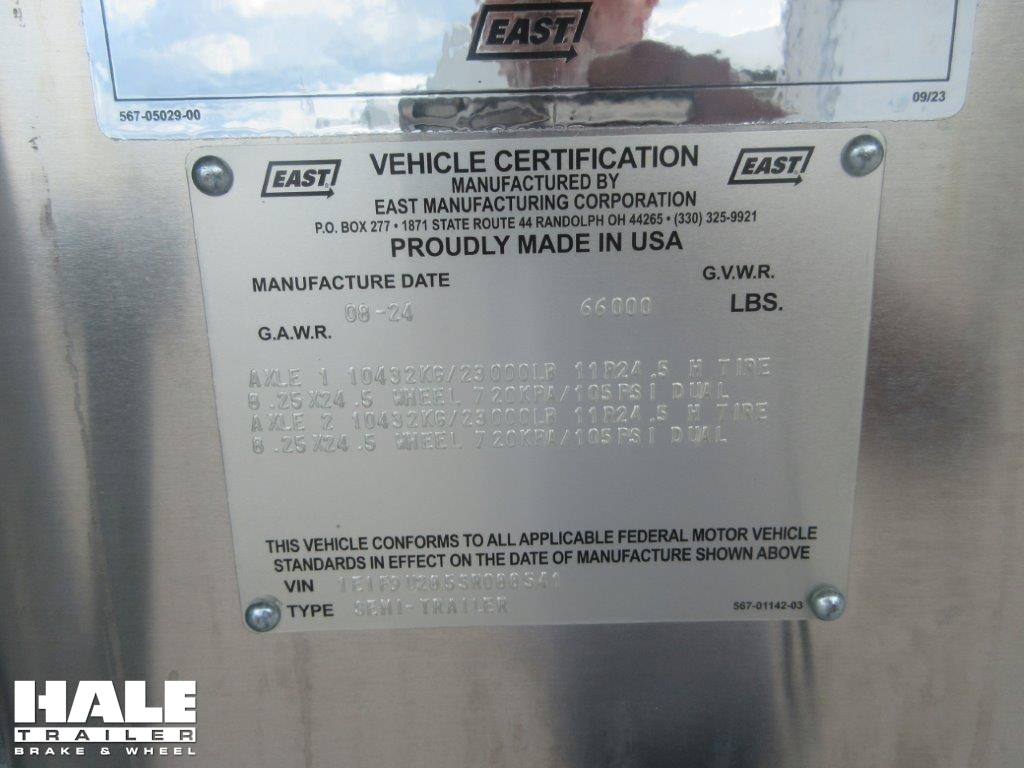 EAST.
567-05029-00
09/23
EAST. VEHICLE CERTIFICATION EAST.
MANUFACTURED BY
EAST MANUFACTURING CORPORATION
P.O. BOX 277 • 1871 STATE ROUTE 44 RANDOLPH OH 44265 • (330) 325-9921
PROUDLY MADE IN USA
MANUFACTURE DATE G.V.W.R.
08-24 66000 LBS.
G.A.W.R.
AXLE 1 10432KG/23000LB 11R24.5 H TIRE
8.25X24.5 WHEEL 720KPA/105PSI DUAL
AXLE 2 10432KG/23000LB 11R24.5 H TIRE
8.25X24.5 WHEEL 720KPA/105PSI DUAL
THIS VEHICLE CONFORMS TO ALL APPLICABLE FEDERAL MOTOR VEHICLE
STANDARDS IN EFFECT ON THE DATE OF MANUFACTURE SHOWN ABOVE
VIN
TYPE SEMI-TRAILER 567-01142-03
HALE
TRAILER
BRAKE & WHEEL